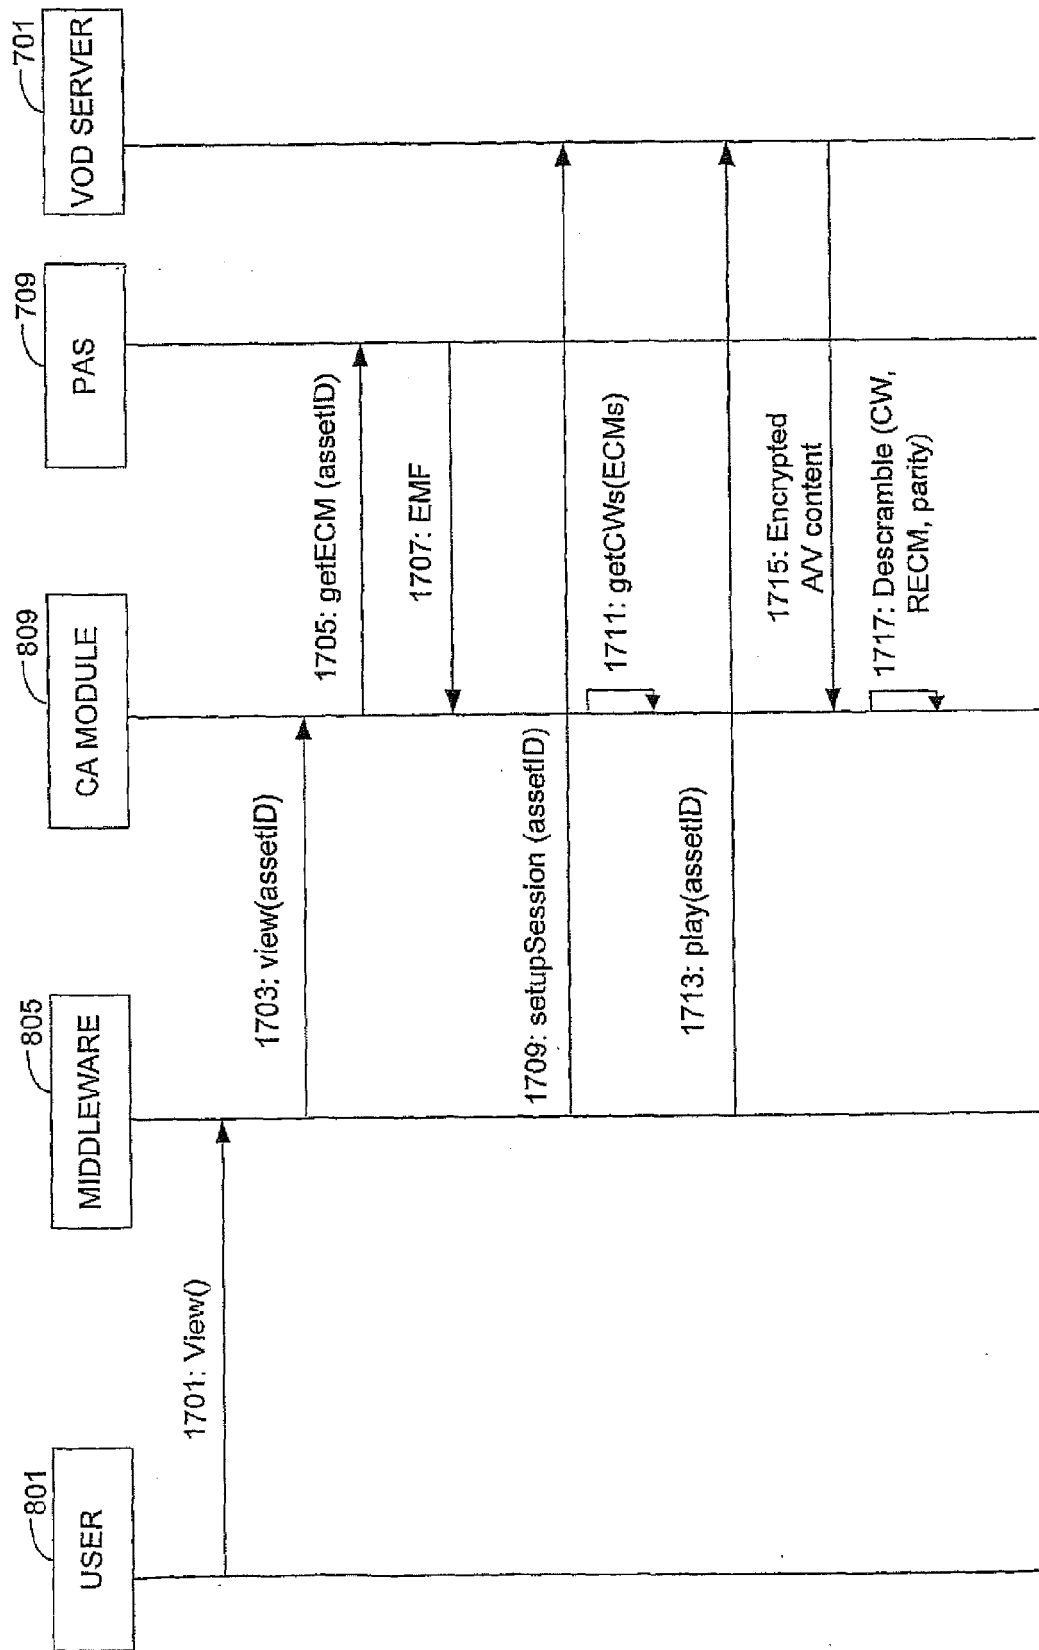 801
USER
805
MIDDLEWARE
809
CA MODULE
709
PAS
701
VOD SERVER
1701: View()
1703: view(assetID)
1705: getECM (assetID)
1707: EMF
1709: setupSession (assetID)
1711: getCWs(ECMs)
1713: play(assetID)
1715: Encrypted
A/V content
1717: Descramble (CW,
RECM, parity)